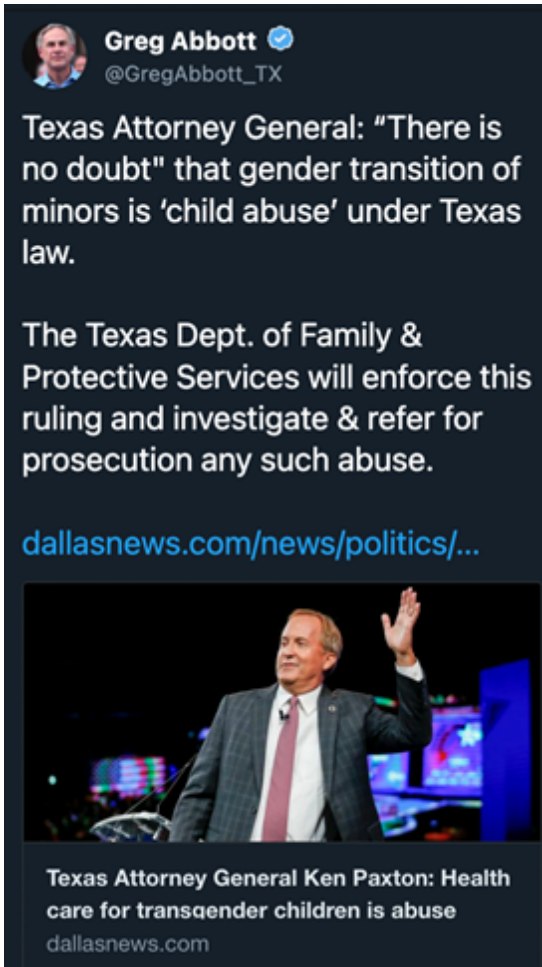 Greg Abbott
@GregAbbott_TX
Texas Attorney General: “There is
no doubt" that gender transition of
minors is ‘child abuse’ under Texas
law.
The Texas Dept. of Family &
Protective Services will enforce this
ruling and investigate & refer for
prosecution any such abuse.
dallasnews.com/news/politics/...
Texas Attorney General Ken Paxton: Health
care for transgender children is abuse
dallasnews.com